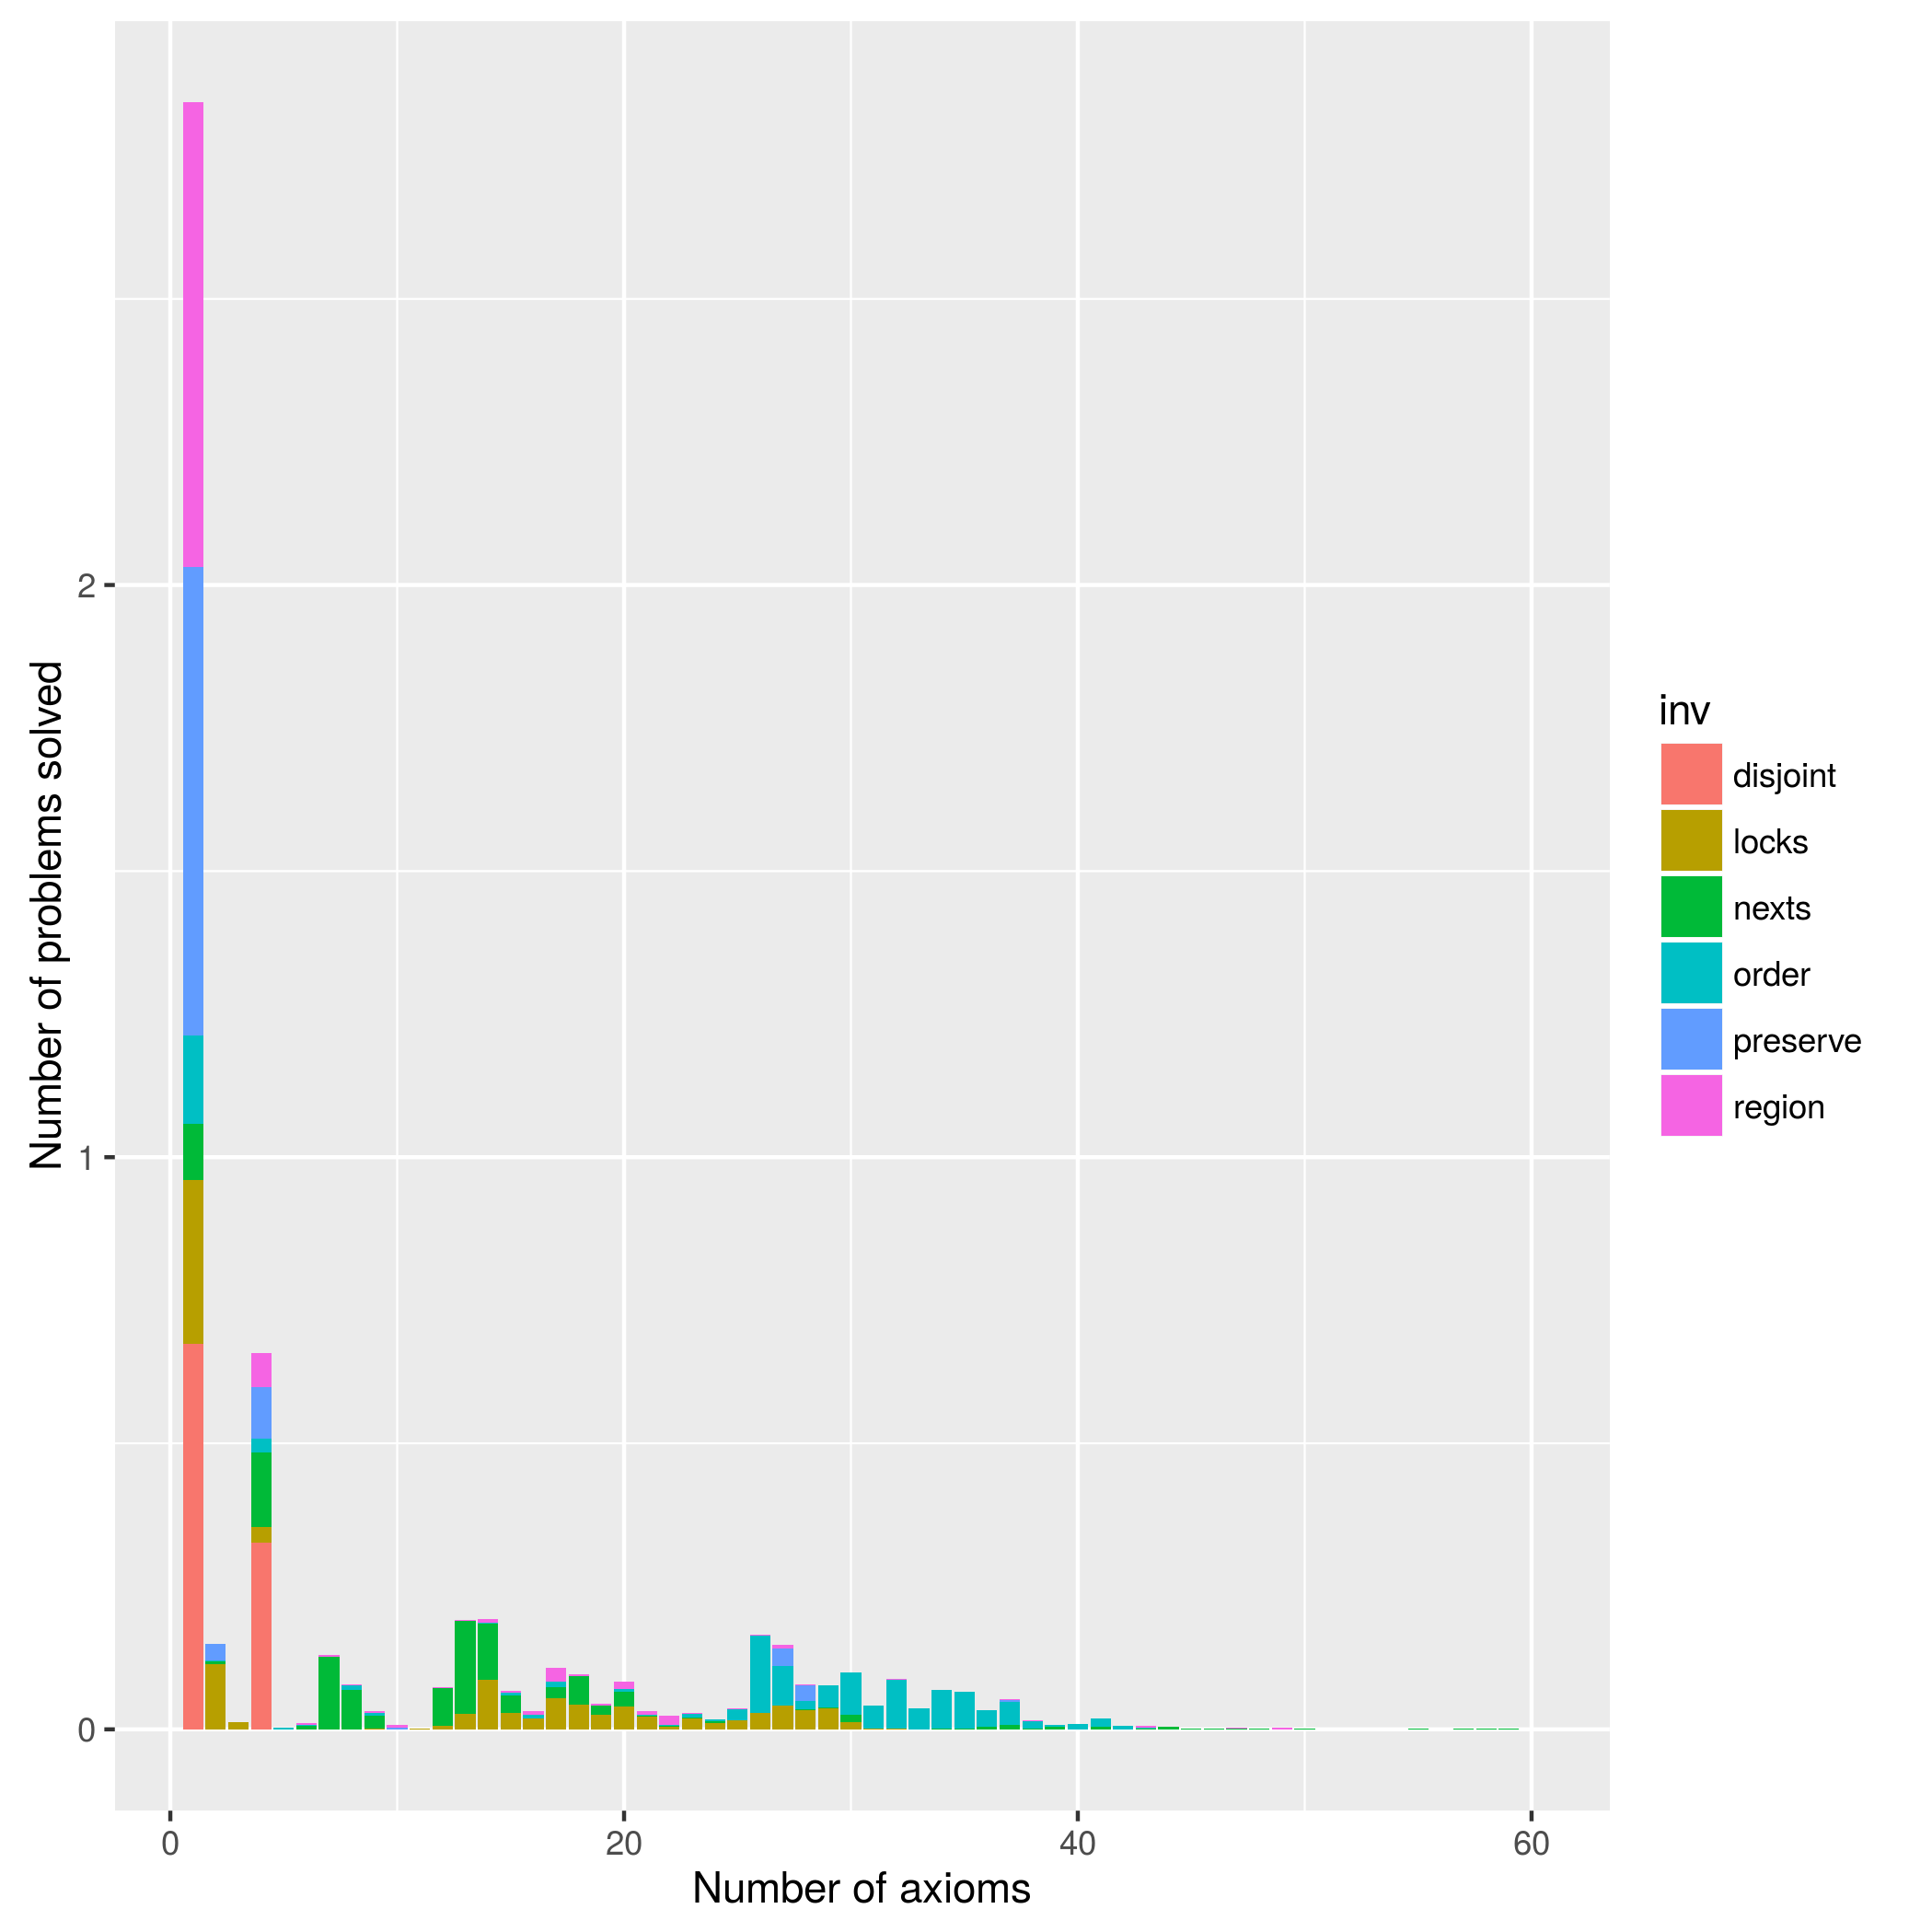 Number of problems solved
2
1
0
0
20
40
60
Number of axioms
inv
disjoint
locks
nexts
order
preserve
region